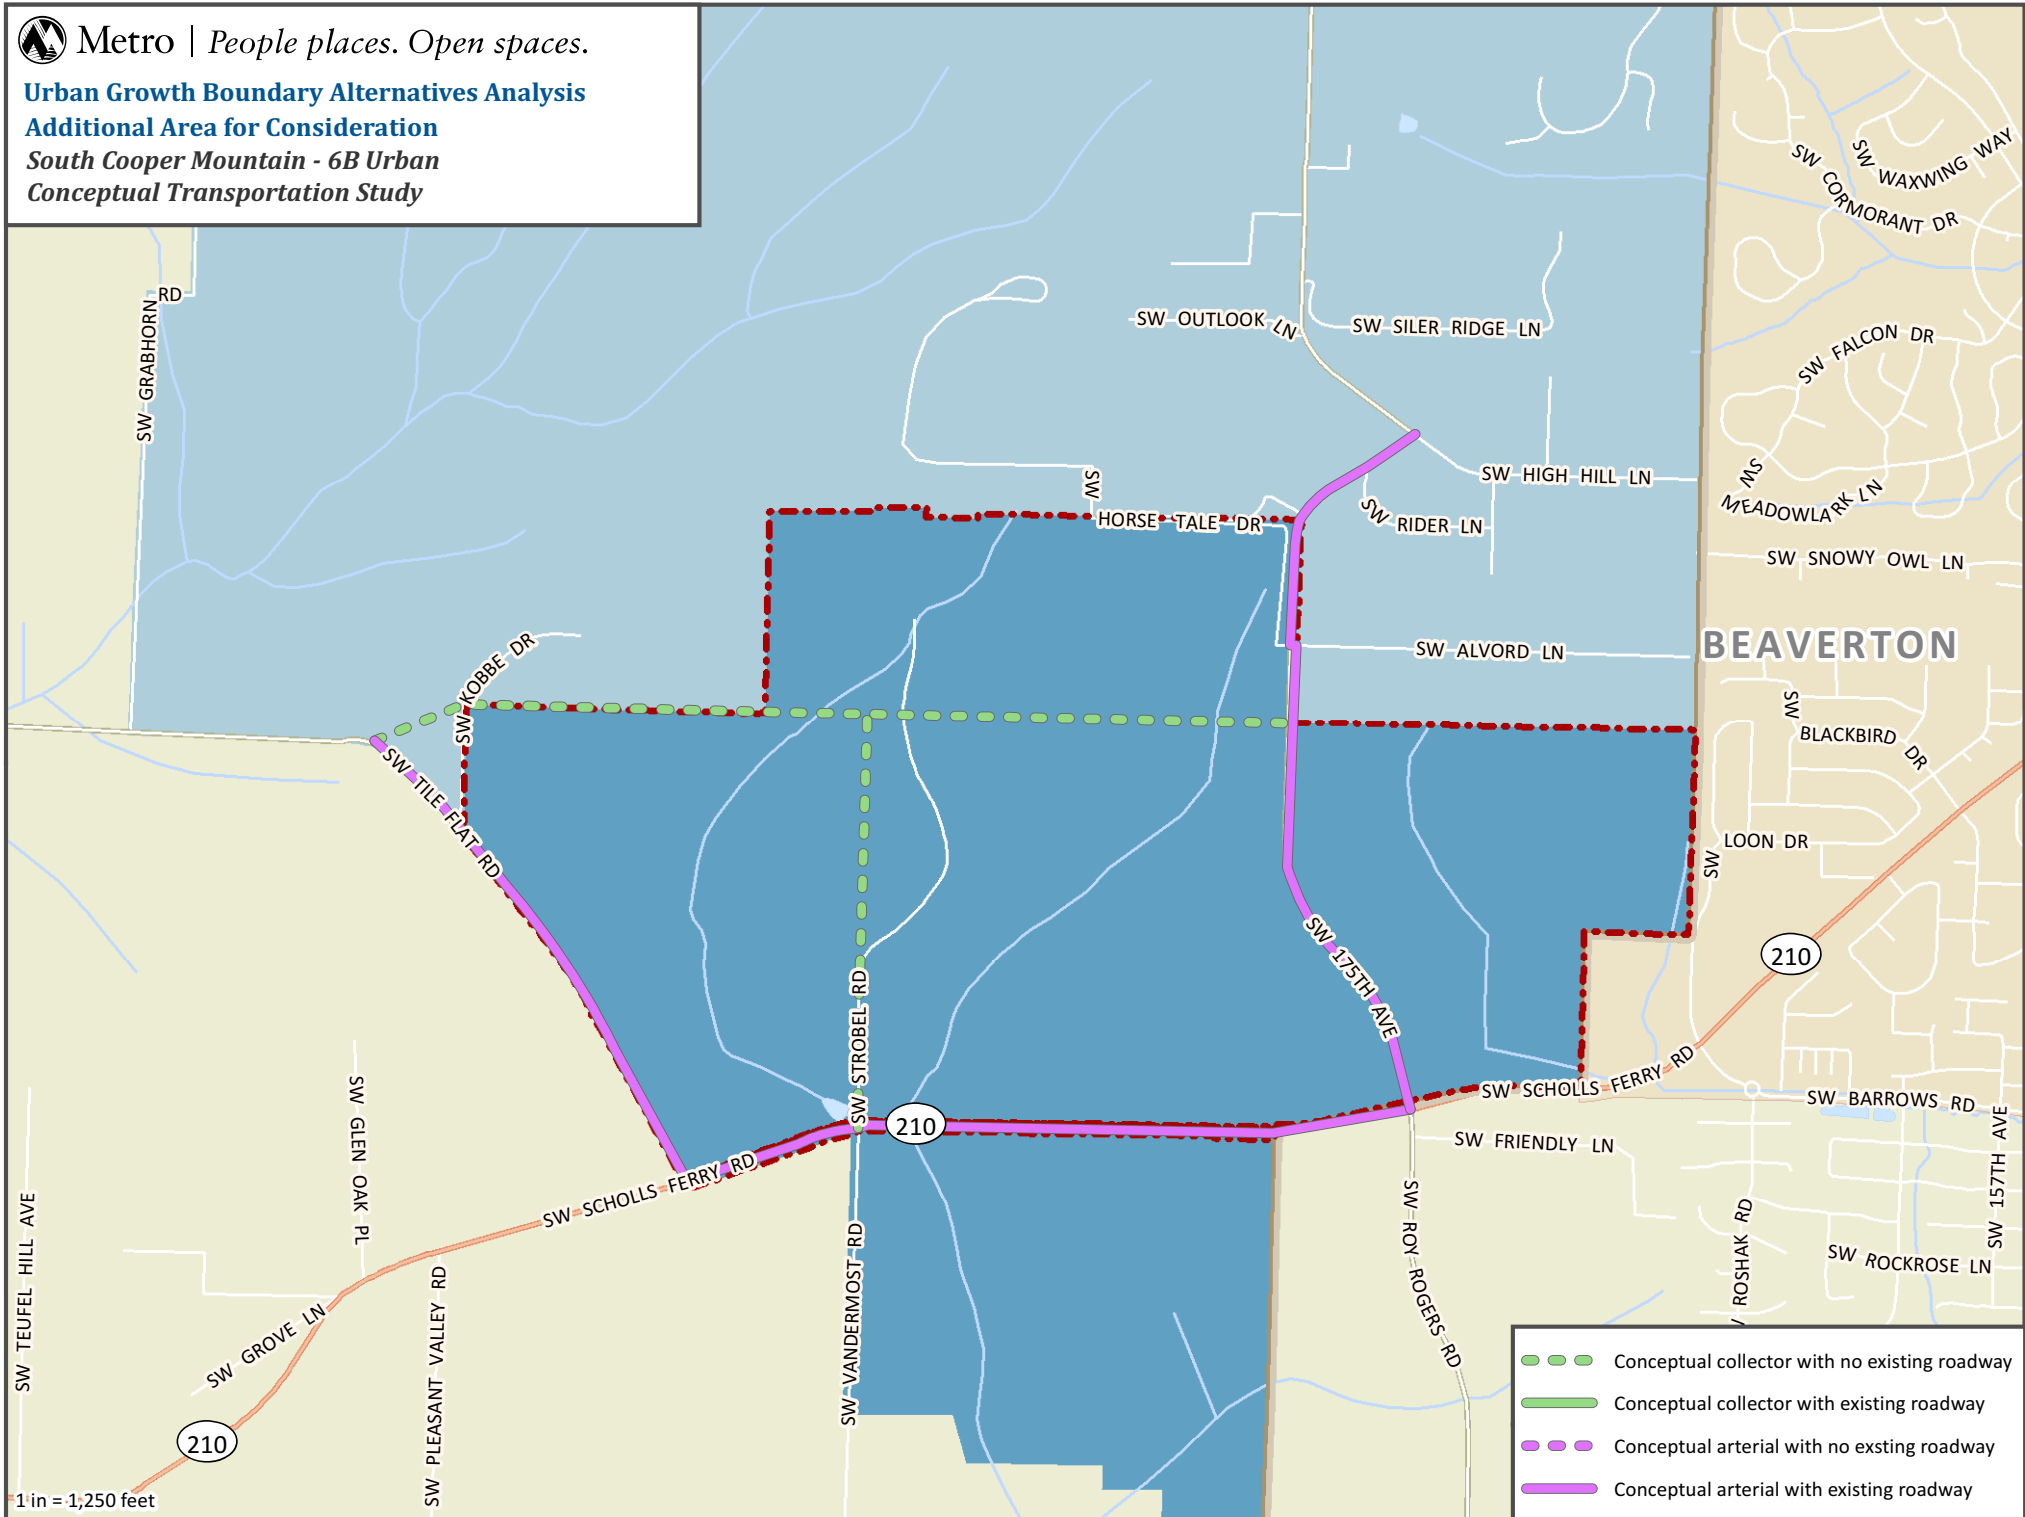 Metro | People places. Open spaces.
Urban Growth Boundary Alternatives Analysis
Additional Area for Consideration
South Cooper Mountain - 6B Urban
Conceptual Transportation Study
SW WAXWING WAY
SW CORMORANT DR
SW GRABHORN RD
SW OUTLOOK LN
SW SILER RIDGE LN
SW FALCON DR
SW HIGH HILL LN
SW MEADOWLARK LN
SW HORSE TALE DR
SW RIDER LN
SW SNOWY OWL LN
SW KOBBE DR
SW ALVORD LN
BEAVERTON
SW BLACKBIRD DR
SW TILE FLAT RD
SW LOON DR
SW 175TH AVE
210
SW STROBEL RD
SW SCHOLLS FERRY RD
SW BARROWS RD
210
SW FRIENDLY LN
SW GLEN OAK PL
SW SCHOLLS FERRY RD
SW 157TH AVE
SW TEUFEL HILL AVE
SW VANDERMOST RD
SW ROY ROGERS RD
ROSHAK RD
SW ROCKROSE LN
SW GROVE LN
SW PLEASANT VALLEY RD
210
1 in = 1,250 feet
Conceptual collector with no existing roadway
Conceptual collector with existing roadway
Conceptual arterial with no exsting roadway
Conceptual arterial with existing roadway